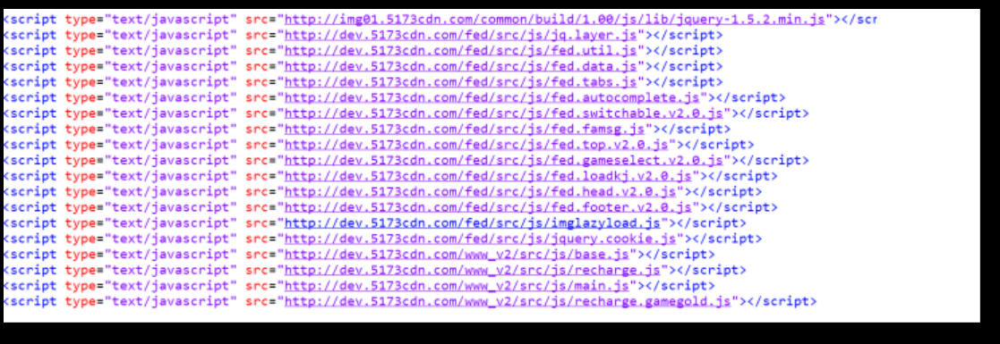 <script type="text/javascript" src="http://img01.5173cdn.com/common/build/1.00/js/lib/jquery-1.5.2.min.js"></scr
<script type="text/javascript" src="http://dev.5173cdn.com/fed/src/js/jq.layer.js"></script>
<script type="text/javascript" src="http://dev.5173cdn.com/fed/src/js/fed.util.js"></script>
<script type="text/javascript" src="http://dev.5173cdn.com/fed/src/js/fed.data.js"></script>
<script type="text/javascript" src="http://dev.5173cdn.com/fed/src/js/fed.tabs.js"></script>
<script type="text/javascript" src="http://dev.5173cdn.com/fed/src/js/fed.autocomplete.js"></script>
<script type="text/javascript" src="http://dev.5173cdn.com/fed/src/js/fed.switchable.v2.0.js"></script>
<script type="text/javascript" src="http://dev.5173cdn.com/fed/src/js/fed.famsg.js"></script>
<script type="text/javascript" src="http://dev.5173cdn.com/fed/src/js/fed.top.v2.0.js"></script>
<script type="text/javascript" src="http://dev.5173cdn.com/fed/src/js/fed.gameselect.v2.0.js"></script>
<script type="text/javascript" src="http://dev.5173cdn.com/fed/src/js/fed.loadkj.v2.0.js"></script>
<script type="text/javascript" src="http://dev.5173cdn.com/fed/src/js/fed.head.v2.0.js"></script>
<script type="text/javascript" src="http://dev.5173cdn.com/fed/src/js/fed.footer.v2.0.js"></script>
<script type="text/javascript" src="http://dev.5173cdn.com/fed/src/js/imglazyload.js"></script>
<script type="text/javascript" src="http://dev.5173cdn.com/fed/src/js/jquery.cookie.js"></script>
<script type="text/javascript" src="http://dev.5173cdn.com/www_v2/src/js/base.js"></script>
<script type="text/javascript" src="http://dev.5173cdn.com/www_v2/src/js/recharge.js"></script>
<script type="text/javascript" src="http://dev.5173cdn.com/www_v2/src/js/main.js"></script>
<script type="text/javascript" src="http://dev.5173cdn.com/www_v2/src/js/recharge.gamegold.js"></script>